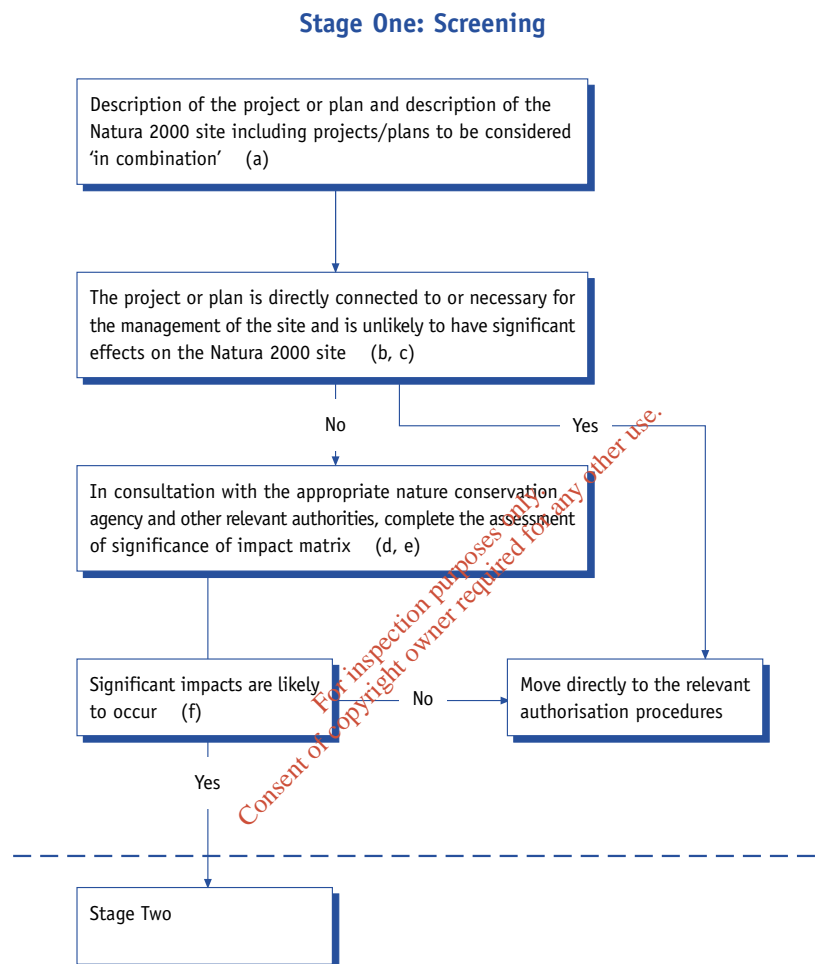 Stage One: Screening
Description of the project or plan and description of the
Natura 2000 site including projects/plans to be considered
‘in combination’ (a)
The project or plan is directly connected to or necessary for
the management of the site and is unlikely to have significant
effects on the Natura 2000 site (b, c)
No
Yes
In consultation with the appropriate nature conservation
agency and other relevant authorities, complete the assessment
of significance of impact matrix (d, e)
Significant impacts are likely
to occur (f)
No
Move directly to the relevant
authorisation procedures
Yes
Stage Two
For inspection purposes only.
Consent of copyright owner required for any other use.